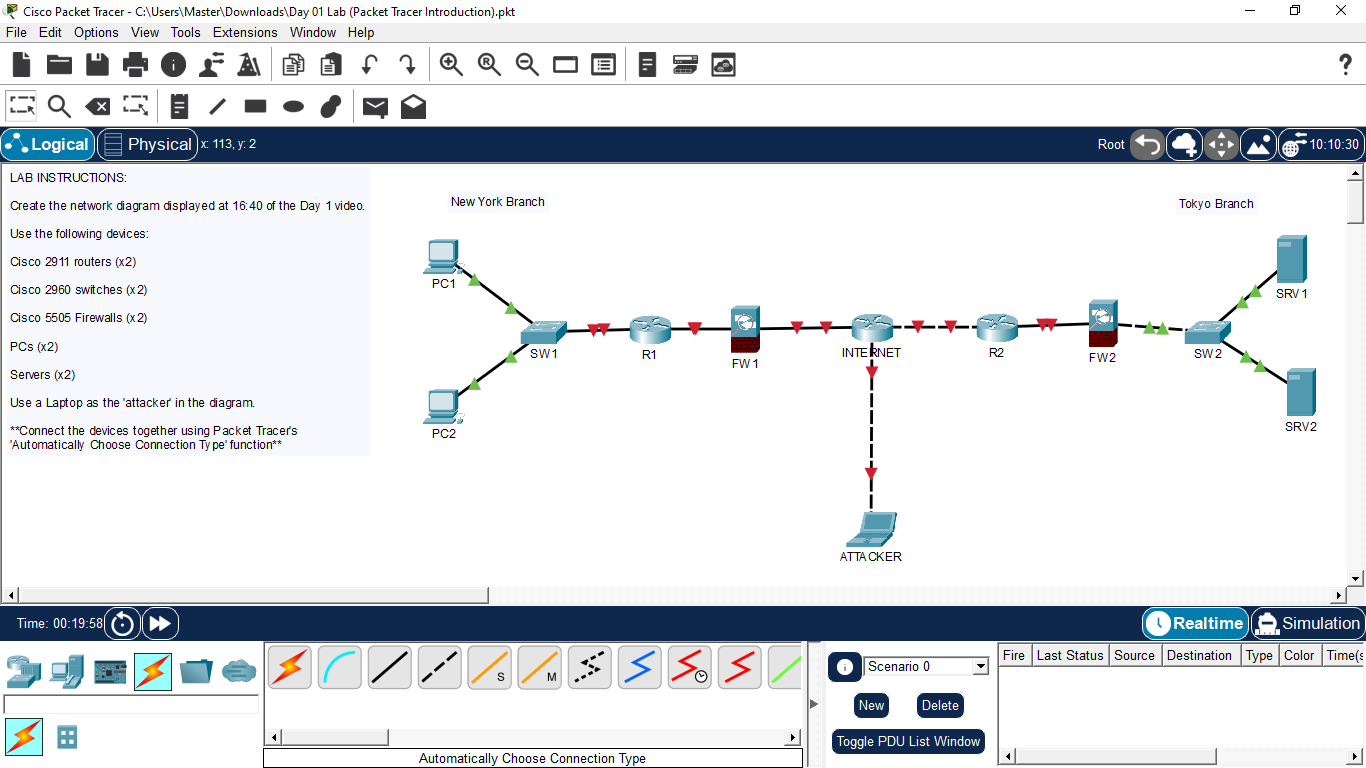 Cisco Packet Tracer - C:\Users\Master\Downloads\Day 01 Lab (Packet Tracer Introduction).pkt
File Edit Options View Tools Extensions Window Help
Logical Physical x: 113, y: 2 Root 10:10:30
LAB INSTRUCTIONS:
Create the network diagram displayed at 16:40 of the Day 1 video.
Use the following devices:
Cisco 2911 routers (x2)
Cisco 2960 switches (x2)
Cisco 5505 Firewalls (x2)
PCs (x2)
Servers (x2)
Use a Laptop as the 'attacker' in the diagram.
**Connect the devices together using Packet Tracer's
'Automatically Choose Connection Type' function**
New York Branch
Tokyo Branch
PC1
SRV1
SW1
R1
FW1
INTERNET
R2
FW2
SW2
PC2
SRV2
ATTACKER
Time: 00:19:58
Realtime Simulation
S M
Automatically Choose Connection Type
Scenario 0
New Delete
Toggle PDU List Window
Fire Last Status Source Destination Type Color Time(s